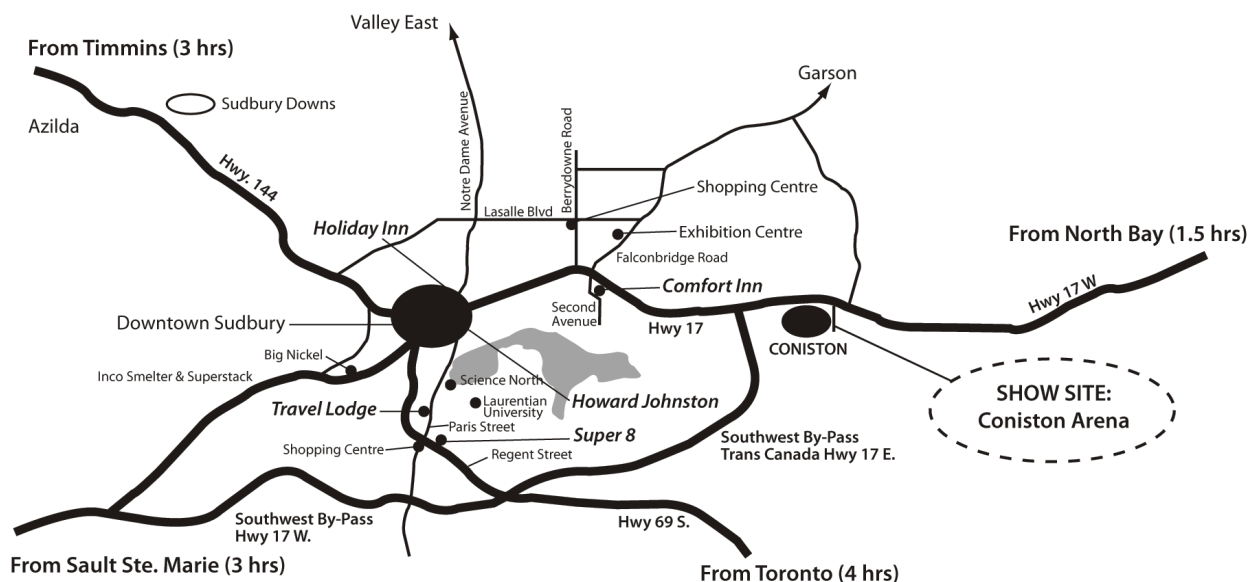 Valley East
From Timmins (3 hrs)
Garson
Sudbury Downs
Azilda
Notre Dame Avenue
Berrydowne Road
Hwy. 144
Shopping Centre
Lasalle Blvd
Holiday Inn
Exhibition Centre
From North Bay (1.5 hrs)
Falconbridge Road
Comfort Inn
Hwy 17 W
Second
Avenue
Downtown Sudbury
Hwy 17
CONISTON
Big Nickel
Inco Smelter & Superstack
Science North
SHOW SITE:
Coniston Arena
Laurentian
University
Howard Johnston
Travel Lodge
Paris Street
Super 8
Shopping Centre
Regent Street
Southwest By-Pass
Trans Canada Hwy 17 E.
Southwest By-Pass
Hwy 17 W.
Hwy 69 S.
From Sault Ste. Marie (3 hrs)
From Toronto (4 hrs)